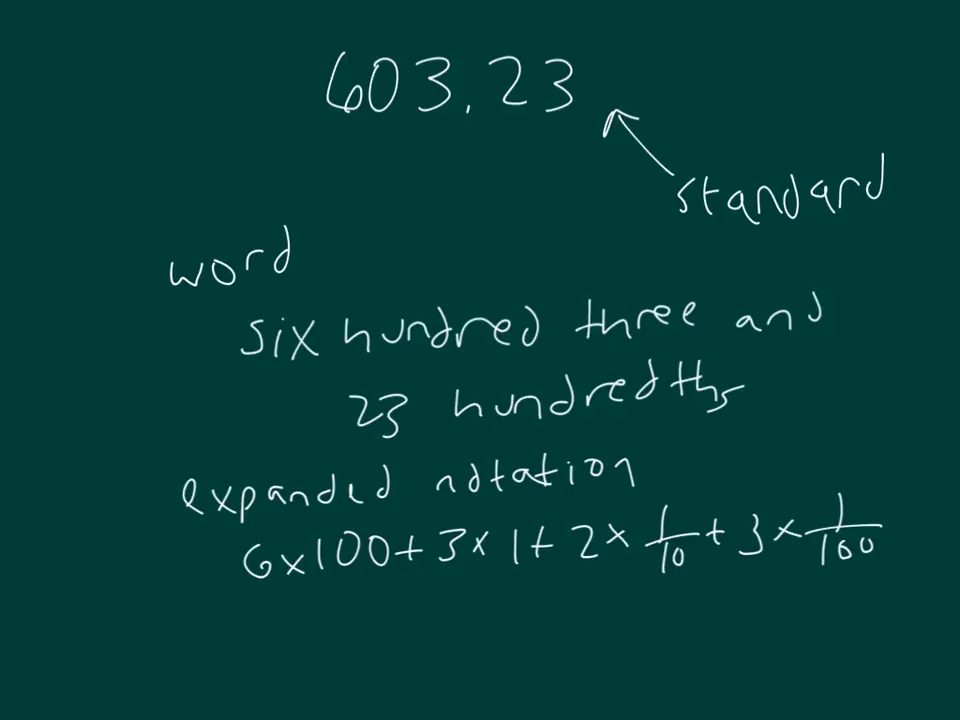 603.23
standard
word
six hundred three and
23 hundredths
expanded notation
6×100+3×1+2×1/10+3×1/100